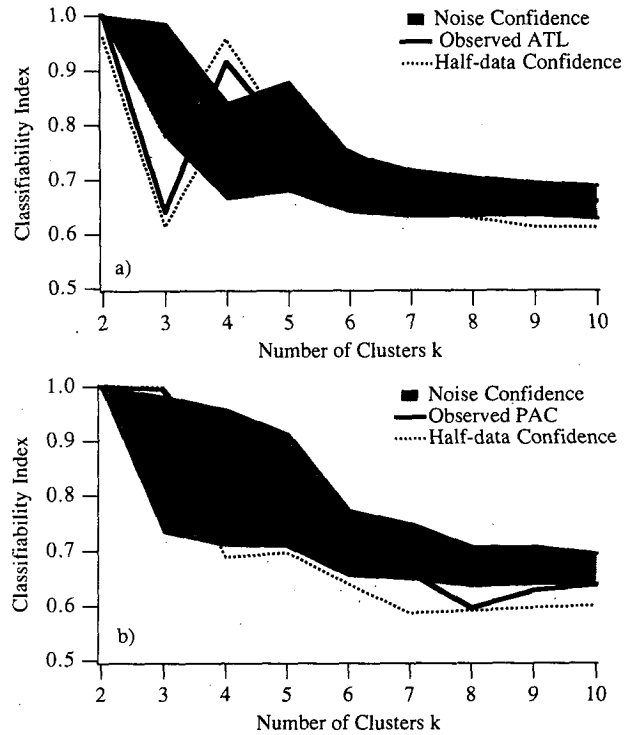 Noise Confidence
Observed ATL
Half-data Confidence
Classifiability Index
1.0
0.9
0.8
0.7
0.6
0.5
a)
2 3 4 5 6 7 8 9 10
Number of Clusters k
Noise Confidence
Observed PAC
Half-data Confidence
Classifiability Index
1.0
0.9
0.8
0.7
0.6
0.5
b)
2 3 4 5 6 7 8 9 10
Number of Clusters k